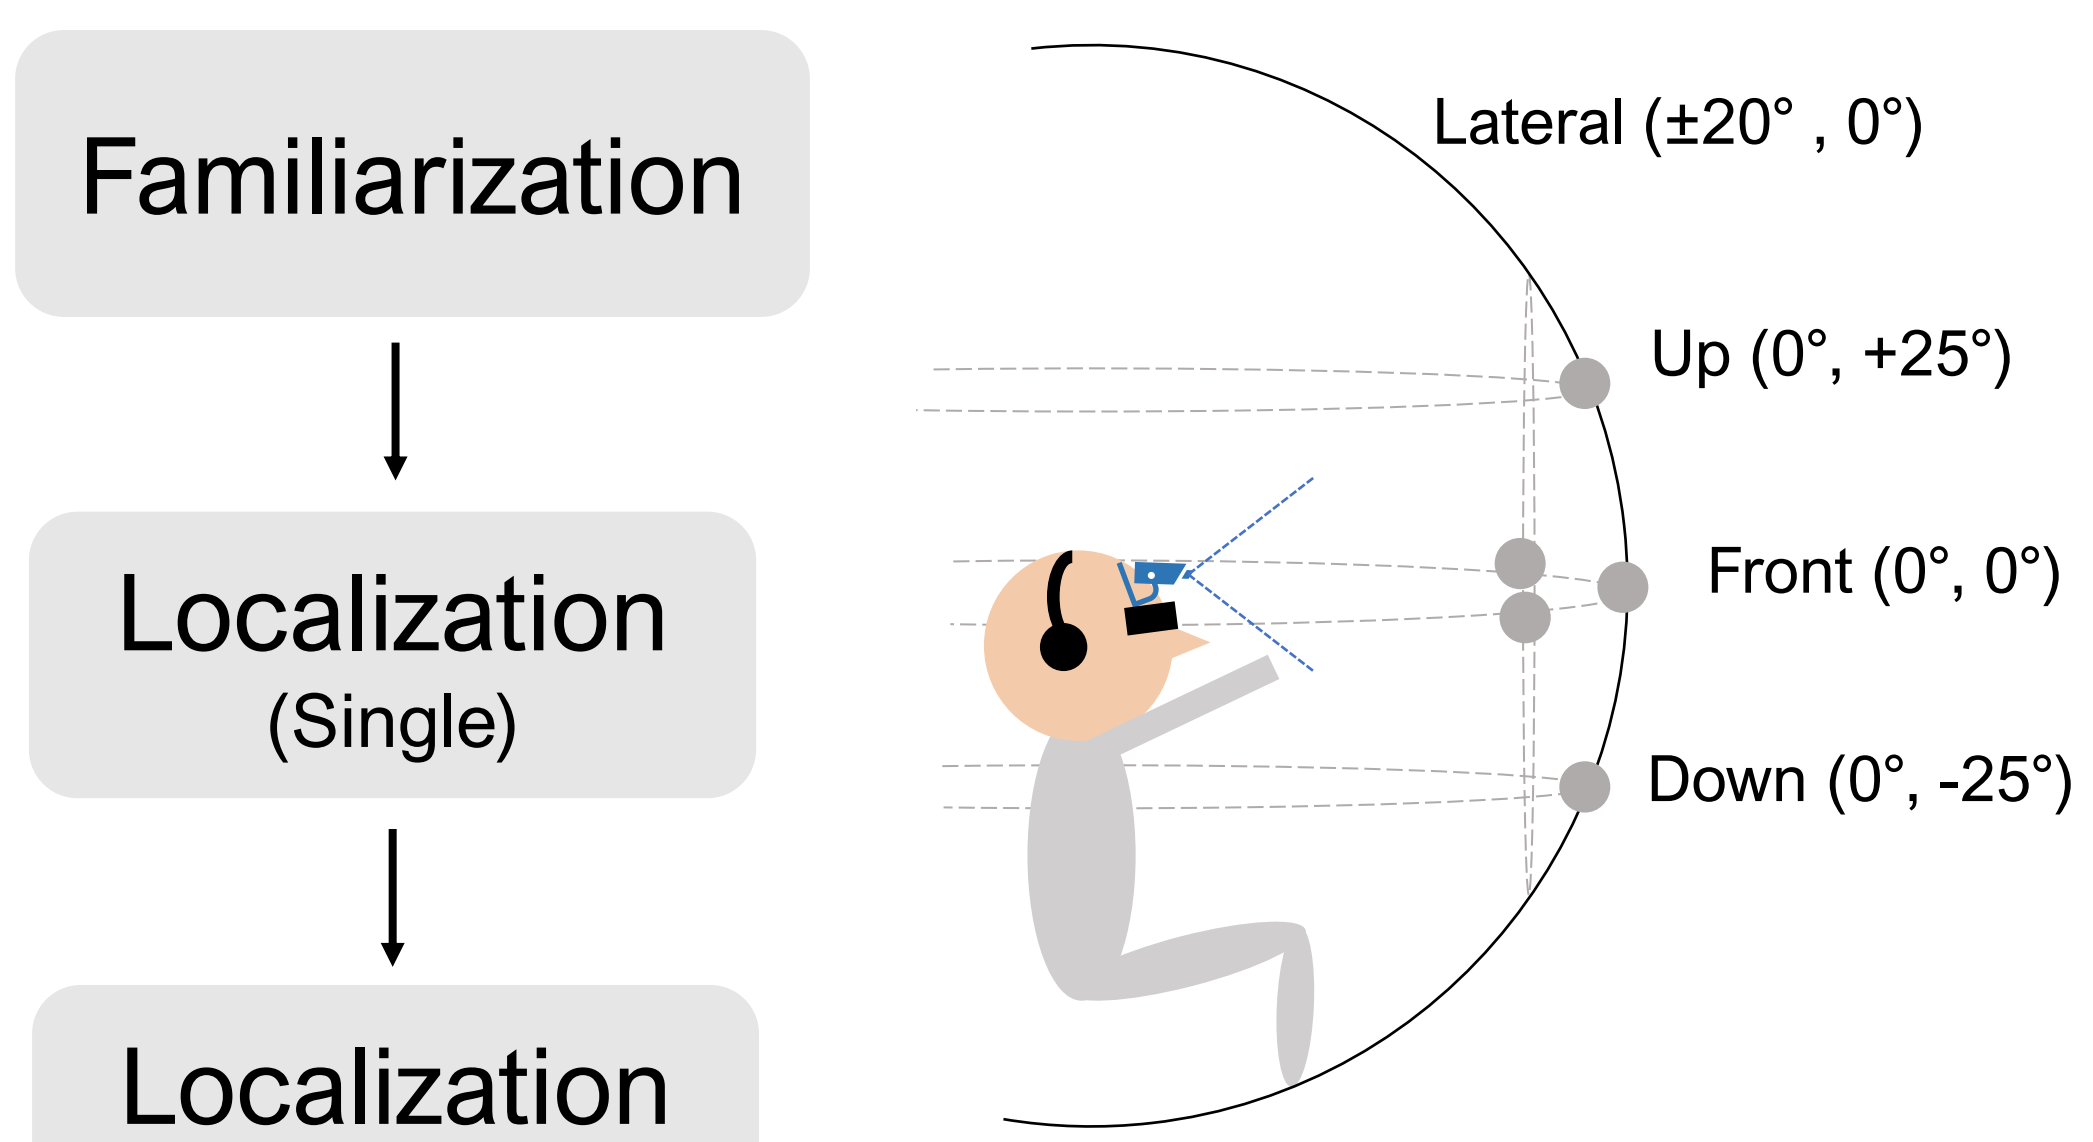 Familiarization
Localization
(Single)
Localization
Lateral (±20° , 0°)
Up (0°, +25°)
Front (0°, 0°)
Down (0°, -25°)